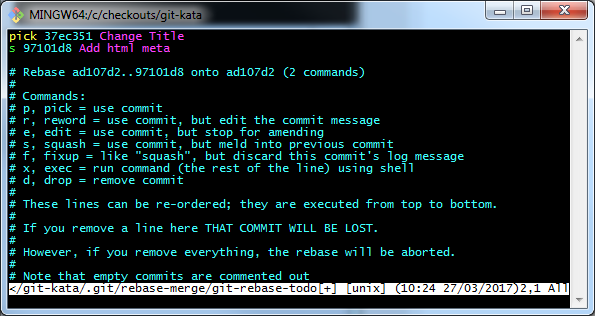 MINGW64:/c/checkouts/git-kata
pick 37ec351 Change Title
s 97101d8 Add html meta

# Rebase ad107d2..97101d8 onto ad107d2 (2 commands)
#
# Commands:
# p, pick = use commit
# r, reword = use commit, but edit the commit message
# e, edit = use commit, but stop for amending
# s, squash = use commit, but meld into previous commit
# f, fixup = like "squash", but discard this commit's log message
# x, exec = run command (the rest of the line) using shell
# d, drop = remove commit
#
# These lines can be re-ordered; they are executed from top to bottom.
#
# If you remove a line here THAT COMMIT WILL BE LOST.
#
# However, if you remove everything, the rebase will be aborted.
#
# Note that empty commits are commented out
</git-kata/.git/rebase-merge/git-rebase-todo[+] [unix] (10:24 27/03/2017)2,1 All